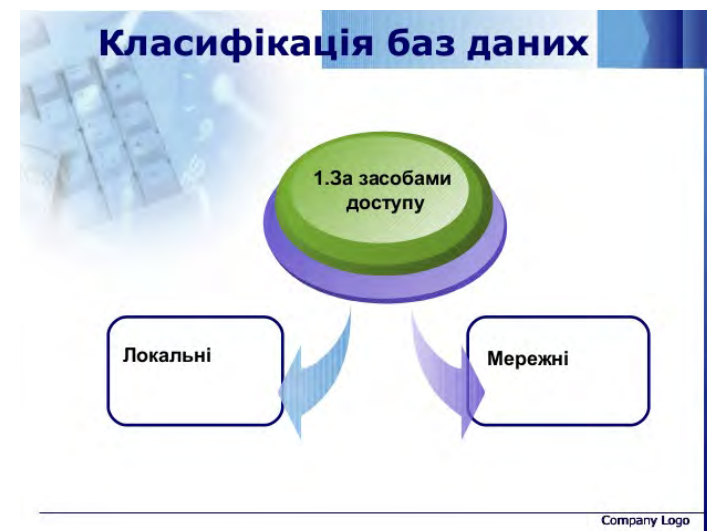 Класифікація баз даних
1.За засобами
доступу
Локальні
Мережні
Company Logo